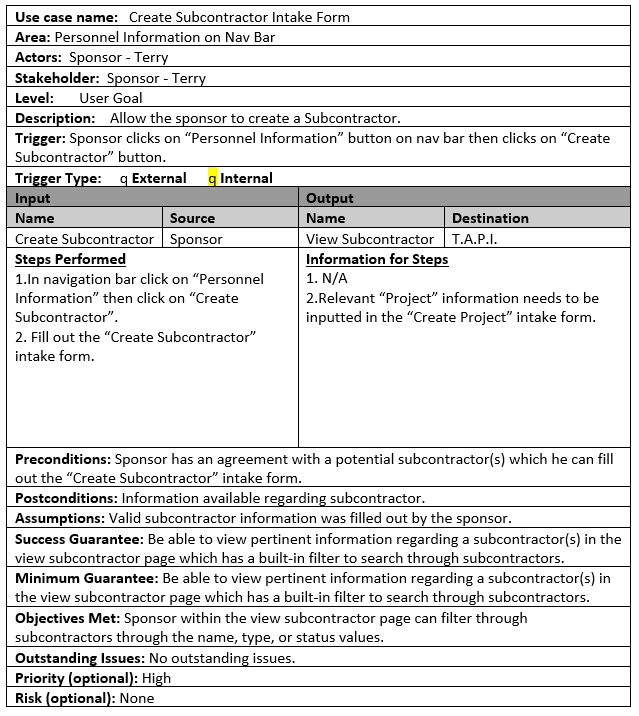 Use case name: Create Subcontractor Intake Form
Area: Personnel Information on Nav Bar
Actors: Sponsor - Terry
Stakeholder: Sponsor - Terry
Level: User Goal
Description: Allow the sponsor to create a Subcontractor.
Trigger: Sponsor clicks on “Personnel Information” button on nav bar then clicks on “Create
Subcontractor” button.
Trigger Type: q External q Internal
Input Output
Name Source Name Destination
Create Subcontractor Sponsor View Subcontractor T.A.P.I.
Steps Performed
1.In navigation bar click on “Personnel
Information” then click on “Create
Subcontractor”.
2. Fill out the “Create Subcontractor”
intake form.
Information for Steps
1. N/A
2.Relevant “Project” information needs to be
inputted in the “Create Project” intake form.
Preconditions: Sponsor has an agreement with a potential subcontractor(s) which he can fill
out the “Create Subcontractor” intake form.
Postconditions: Information available regarding subcontractor.
Assumptions: Valid subcontractor information was filled out by the sponsor.
Success Guarantee: Be able to view pertinent information regarding a subcontractor(s) in the
view subcontractor page which has a built-in filter to search through subcontractors.
Minimum Guarantee: Be able to view pertinent information regarding a subcontractor(s) in
the view subcontractor page which has a built-in filter to search through subcontractors.
Objectives Met: Sponsor within the view subcontractor page can filter through
subcontractors through the name, type, or status values.
Outstanding Issues: No outstanding issues.
Priority (optional): High
Risk (optional): None